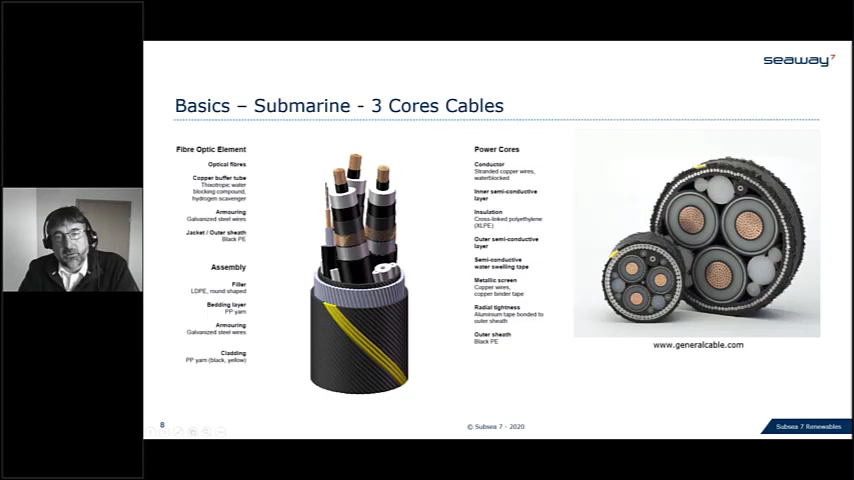 seaway7
Basics – Submarine - 3 Cores Cables
Fibre Optic Element
Optical fibres
Copper buffer tube
Thixotropic water
blocking compound,
hydrogen scavenger
Armouring
Galvanized steel wires
Jacket / Outer sheath
Black PE
Assembly
Filler
LDPE, round shaped
Bedding layer
PP yarn
Armouring
Galvanized steel wires
Cladding
PP yarn (black, yellow)
Power Cores
Conductor
Stranded copper wires,
waterblocked
Inner semi-conductive
layer
Insulation
Cross-linked polyethylene
(XLPE)
Outer semi-conductive
layer
Semi-conductive
water swelling tape
Metallic screen
Copper wires,
copper binder tape
Radial tightness
Aluminium tape bonded to
outer sheath
Outer sheath
Black PE
www.generalcable.com
8
© Subsea 7 - 2020
Subsea 7 Renewables